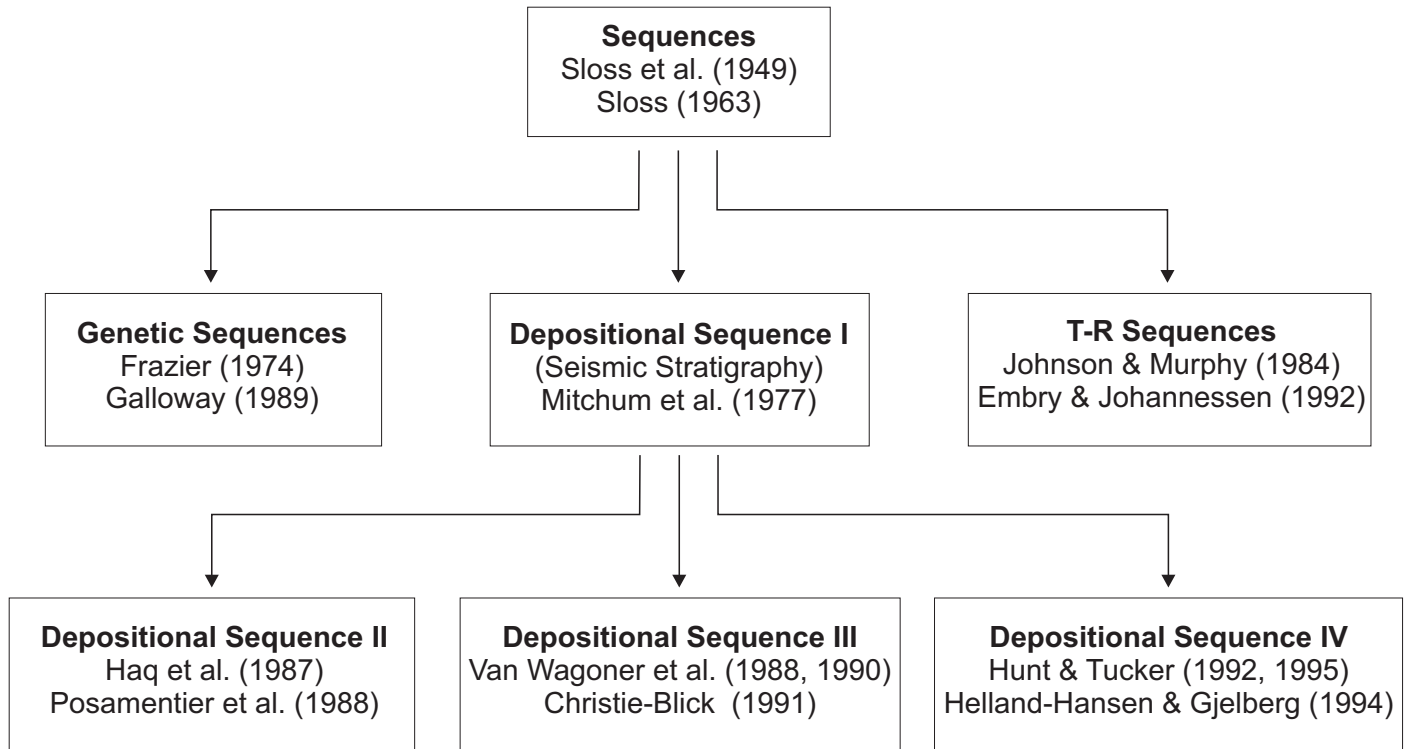 Sequences
Sloss et al. (1949)
Sloss (1963)
Genetic Sequences
Frazier (1974)
Galloway (1989)
Depositional Sequence I
(Seismic Stratigraphy)
Mitchum et al. (1977)
T-R Sequences
Johnson & Murphy (1984)
Embry & Johannessen (1992)
Depositional Sequence II
Haq et al. (1987)
Posamentier et al. (1988)
Depositional Sequence III
Van Wagoner et al. (1988, 1990)
Christie-Blick (1991)
Depositional Sequence IV
Hunt & Tucker (1992, 1995)
Helland-Hansen & Gjelberg (1994)